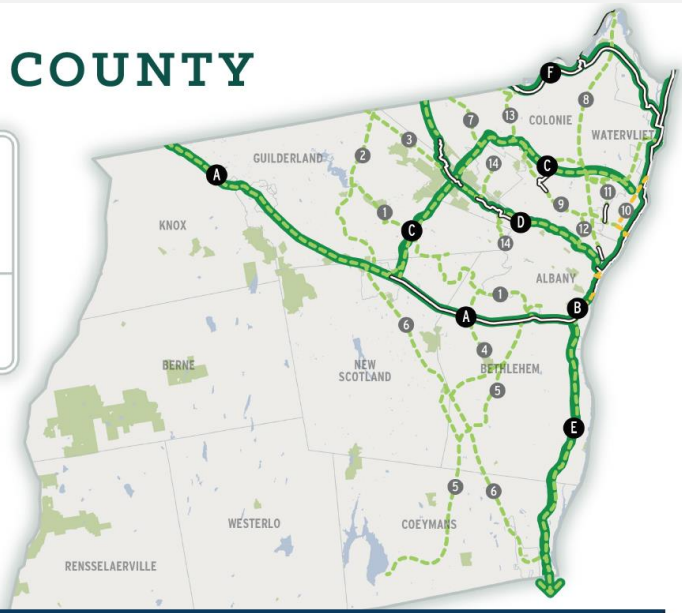 COUNTY
F
8
13
7
COLONIE
WATERVLIET
3
GUILDERLAND
2
14
C
A
11
9
10
1
KNOX
C
D
12
14
ALBANY
1
B
A
6
4
BERNE
NEW
SCOTLAND
BETHLEHEM
5
E
5
6
WESTERLO
COEYMANS
RENSSELAERVILLE